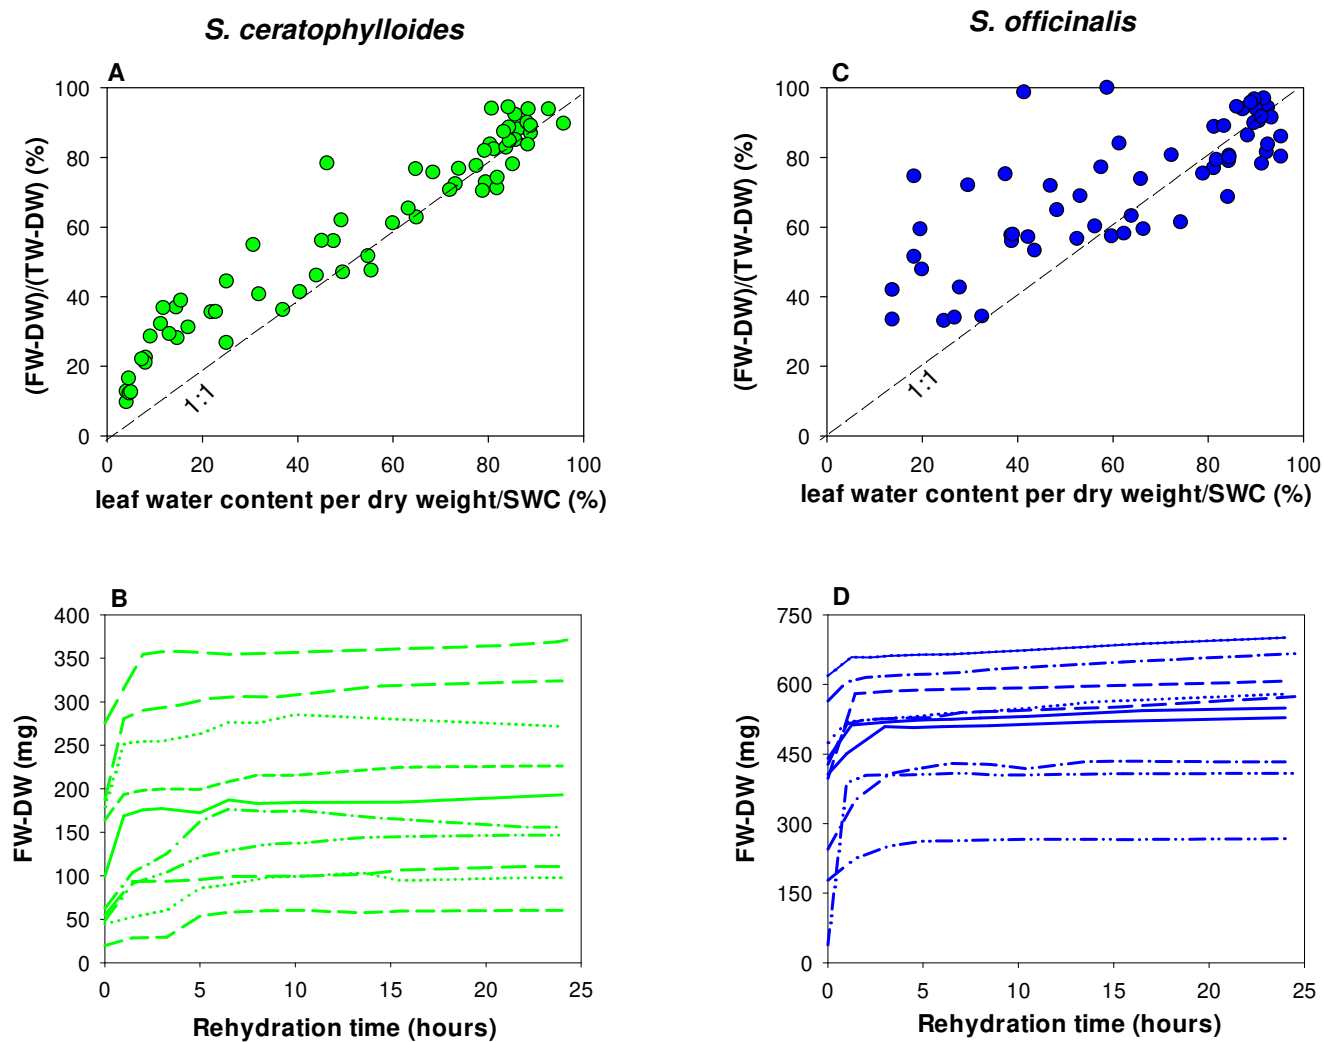 S. ceratophylloides
S. officinalis
A
100
80
60
40
20
0
(FW-DW)/(TW-DW) (%)
1:1
0 20 40 60 80 100
leaf water content per dry weight/SWC (%)
C
100
80
60
40
20
0
(FW-DW)/(TW-DW) (%)
1:1
0 20 40 60 80 100
leaf water content per dry weight/SWC (%)
B
400
350
300
250
200
150
100
50
0
FW-DW (mg)
0 5 10 15 20 25
Rehydration time (hours)
D
750
600
450
300
150
0
FW-DW (mg)
0 5 10 15 20 25
Rehydration time (hours)